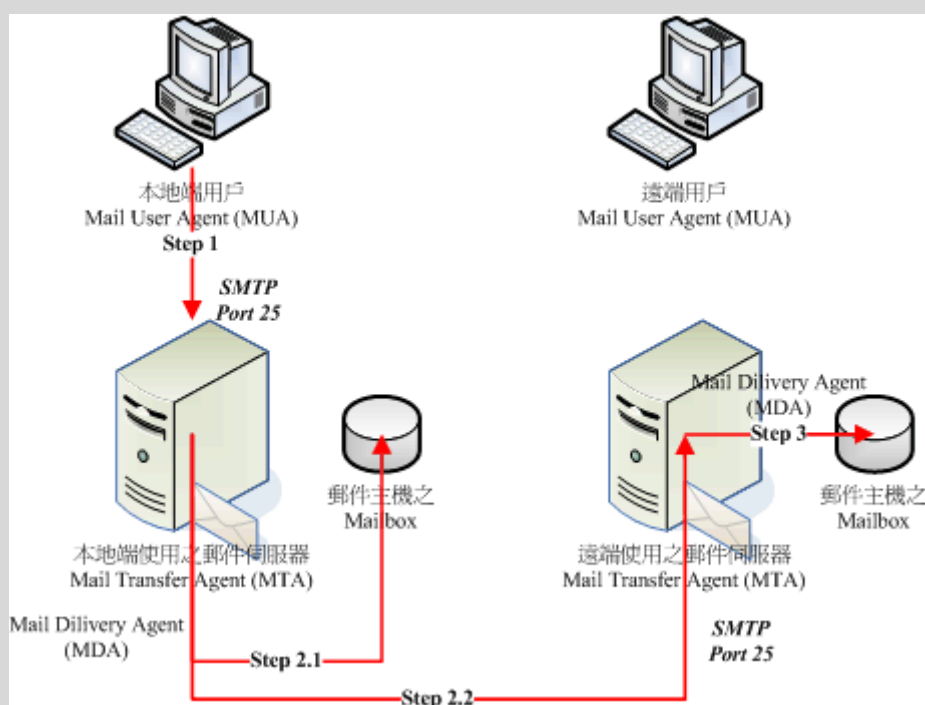 本地端用戶
Mail User Agent (MUA)
Step 1
SMTP
Port 25
遠端用戶
Mail User Agent (MUA)
郵件主機之
Mailbox
本地端使用之郵件伺服器
Mail Transfer Agent (MTA)
Mail Dilivery Agent
(MDA)
Step 2.1
Step 2.2
Mail Dilivery Agent
(MDA)
Step 3
郵件主機之
Mailbox
遠端使用之郵件伺服器
Mail Transfer Agent (MTA)
SMTP
Port 25